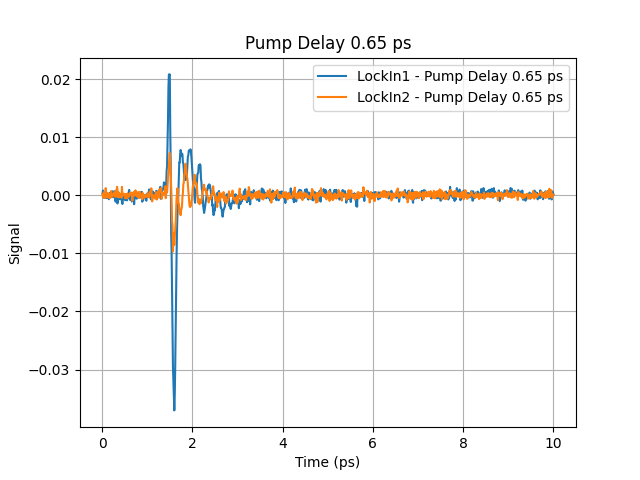 Pump Delay 0.65 ps
LockIn1 - Pump Delay 0.65 ps
LockIn2 - Pump Delay 0.65 ps
Signal
0.02
0.01
0.00
−0.01
−0.02
−0.03
0 2 4 6 8 10
Time (ps)